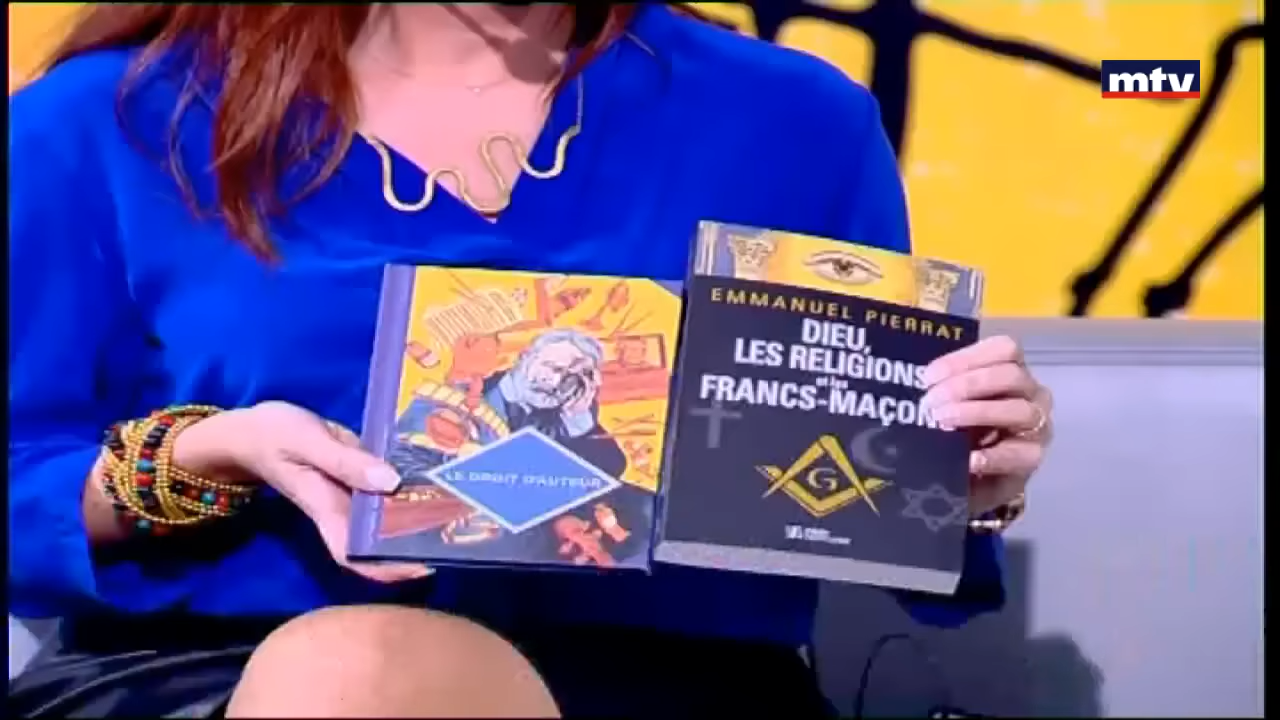 mtv
LE DROIT D'AUTEUR
EMMANUEL PIERRAT
DIEU,
LES RELIGIONS
et les
FRANCS-MAÇONS
G